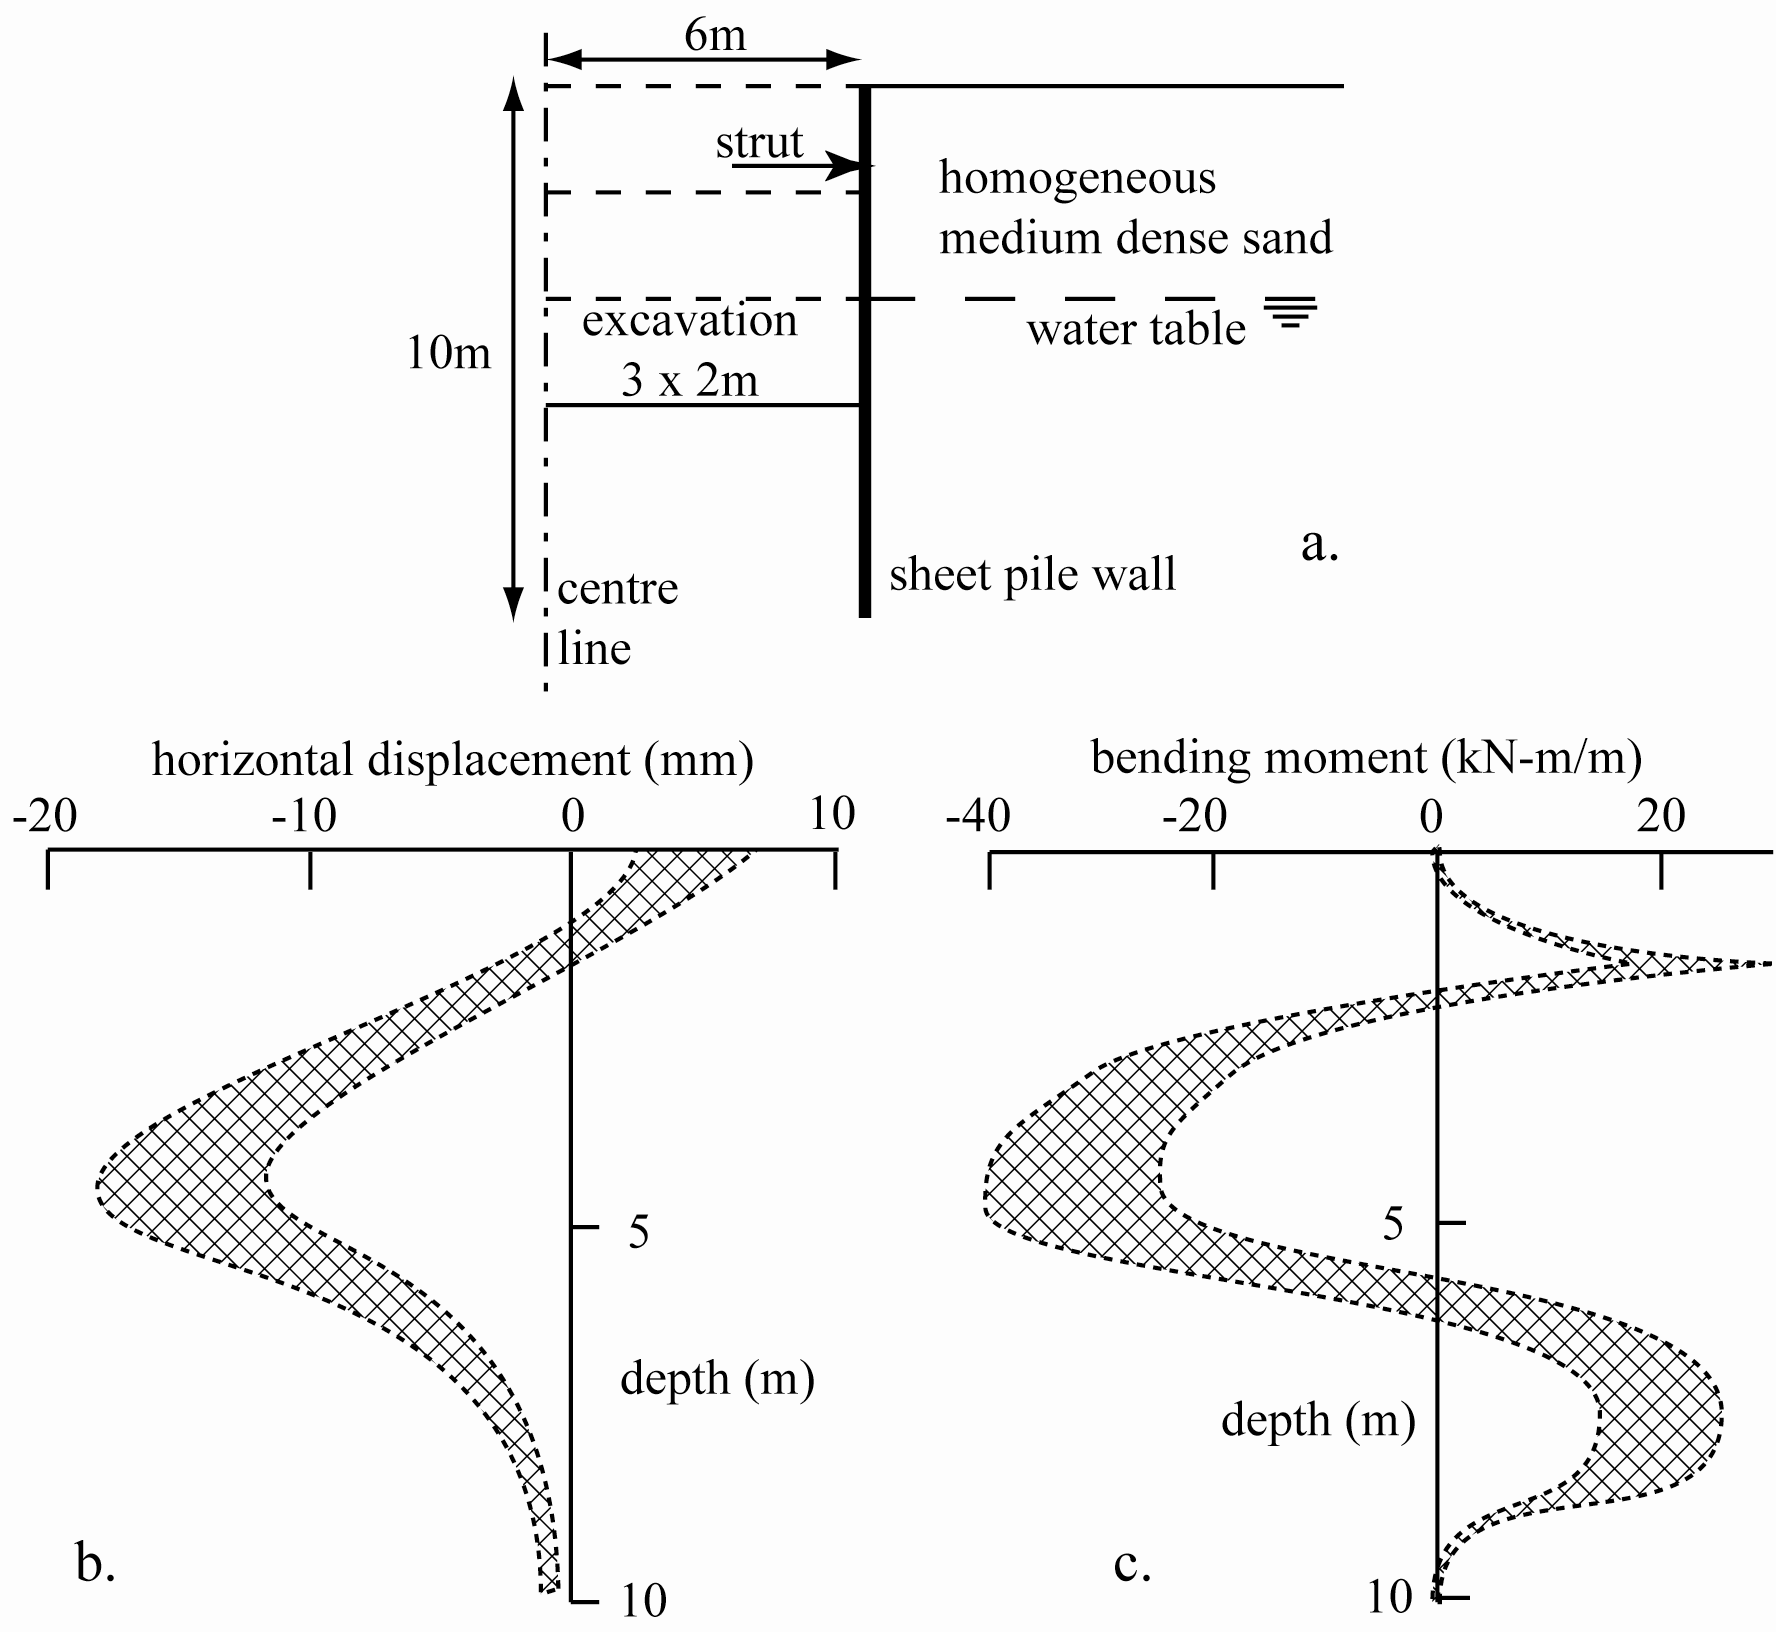 6m
strut
homogeneous
medium dense sand
excavation
3 x 2m
water table
10m
a.
sheet pile wall
centre
line
horizontal displacement (mm)
-20 -10 0 10
5
depth (m)
10
b.
bending moment (kN-m/m)
-40 -20 0 20
5
depth (m)
10
c.